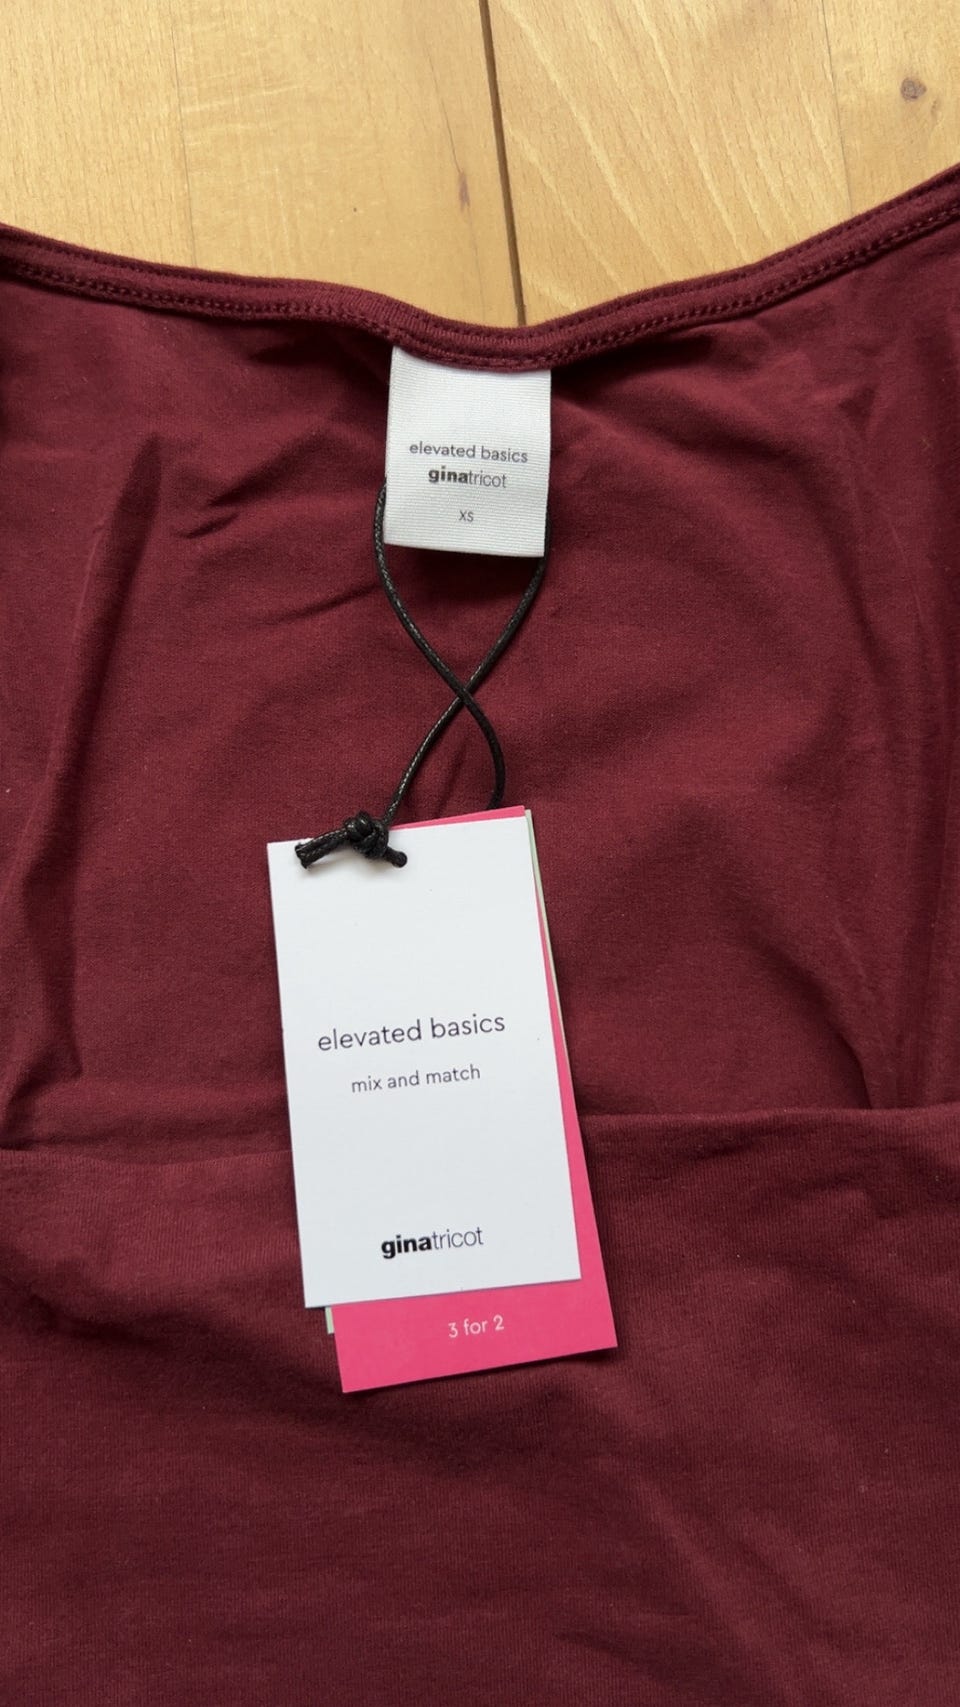 elevated basics
ginatricot
XS
elevated basics
mix and match
ginatricot
3 for 2